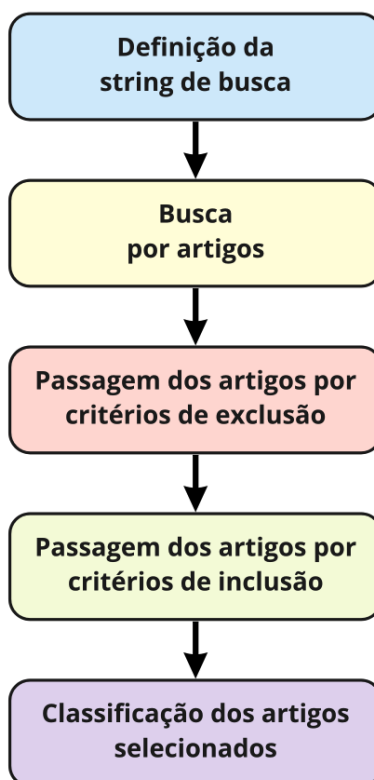 Definição da
string de busca
Busca
por artigos
Passagem dos artigos por
critérios de exclusão
Passagem dos artigos por
critérios de inclusão
Classificação dos artigos
selecionados